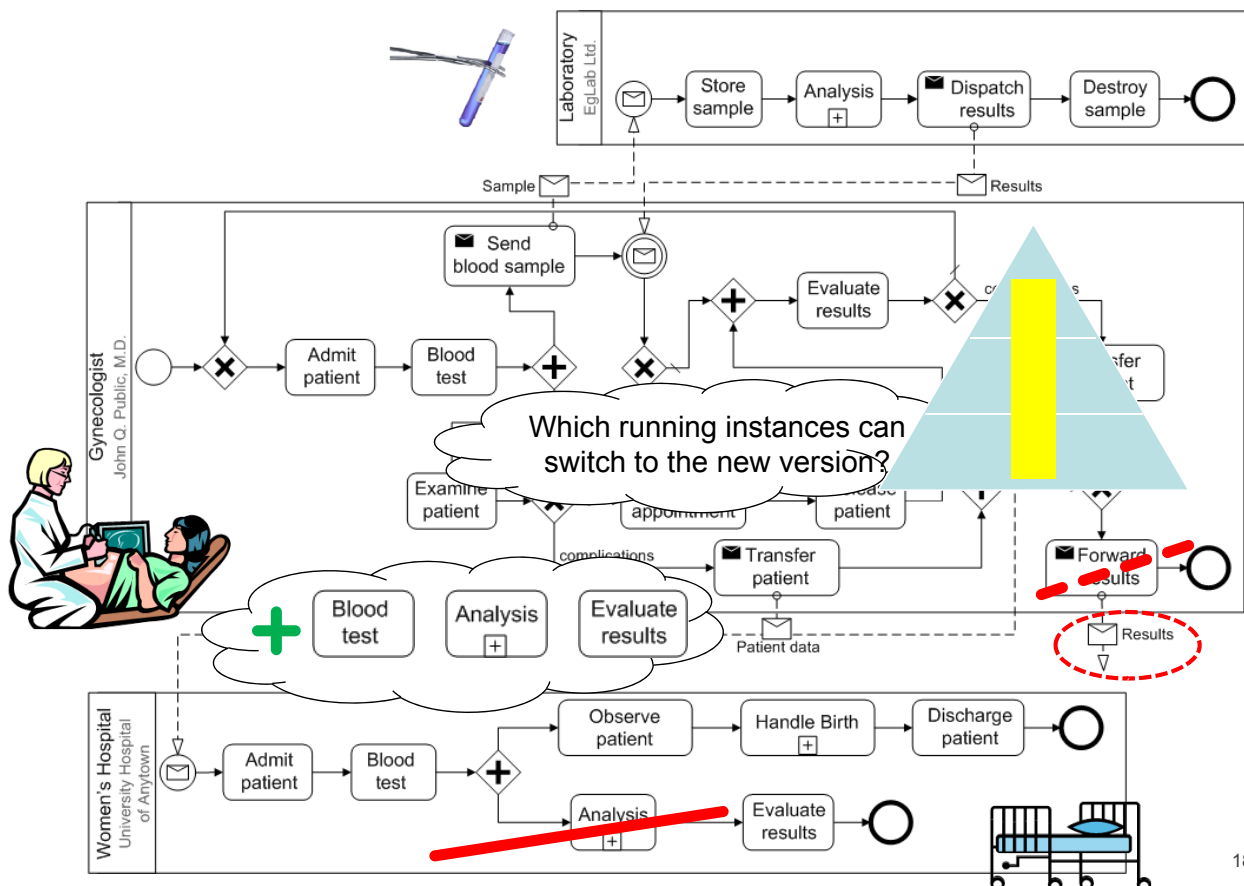 Laboratory
EgLab Ltd.
Store
sample
Analysis
Dispatch
results
Destroy
sample
Sample
Results
Gynecologist
John Q. Public, M.D.
Send
blood sample
Evaluate
results
Admit
patient
Blood
test
Which running instances can
switch to the new version?
Examine
patient
appointment
patient
complications
Transfer
patient
Forward
results
Blood
test
Analysis
Evaluate
results
Patient data
Results
Women's Hospital
University Hospital
of Anytown
Admit
patient
Blood
test
Observe
patient
Handle Birth
Discharge
patient
Analysis
Evaluate
results
18